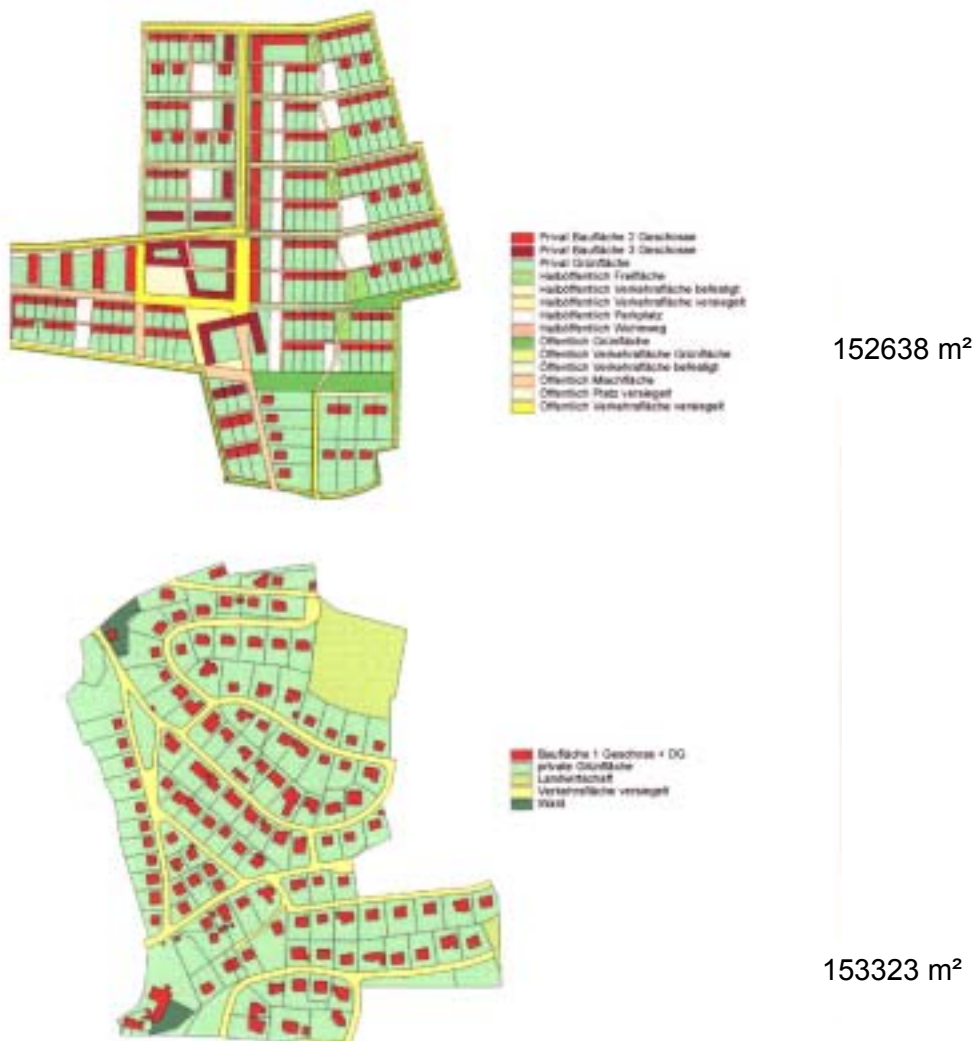 Privat Baufläche 2 Geschosse
Privat Baufläche 3 Geschosse
Privat Grünfläche
Halböffentlich Freifläche
Halböffentlich Verkehrsfläche befestigt
Halböffentlich Verkehrsfläche versiegelt
Halböffentlich Parkplatz
Halböffentlich Wohnweg
Öffentlich Grünfläche
Öffentlich Verkehrsfläche Grünfläche
Öffentlich Verkehrsfläche befestigt
Öffentlich Mischfläche
Öffentlich Platz versiegelt
Öffentlich Verkehrsfläche versiegelt
152638 m²
Baufläche 1 Geschoss + DG
private Grünfläche
Landwirtschaft
Verkehrsfläche versiegelt
Wald
153323 m²